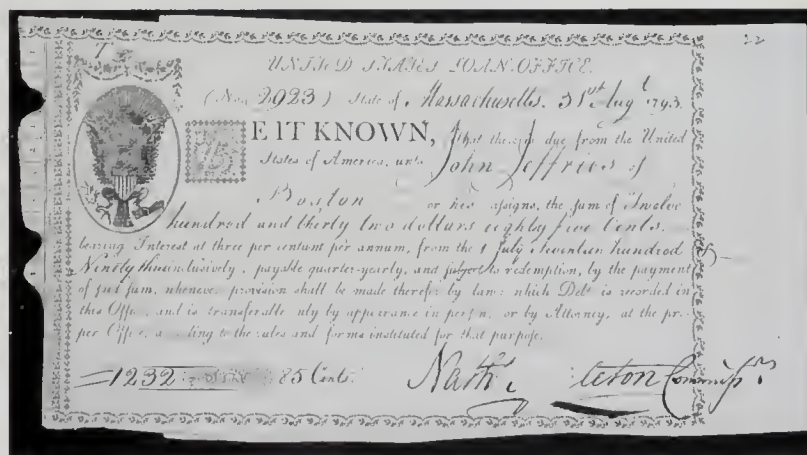 22
UNITED STATES LOAN-OFFICE.
(No. 2923) State of Massachusetts. 31st Augt 1793.
BE IT KNOWN, that there is due from the United
States of America, unto John Jeffries of
Boston or his assigns, the sum of Twelve
hundred and thirty two dollars eighty five Cents.
bearing Interest at three per centum per annum, from the 1 July seventeen hundred
Ninety three inclusively, payable quarter-yearly, and subject to redemption, by the payment
of said sum, whenever provision shall be made therefor by law: which Debt is recorded in
this Office, and is transferable only by appearance in person, or by Attorney, at the pro-
per Office, according to the rules and forms instituted for that purpose.
1232 85 Cents. Nathl Commissr